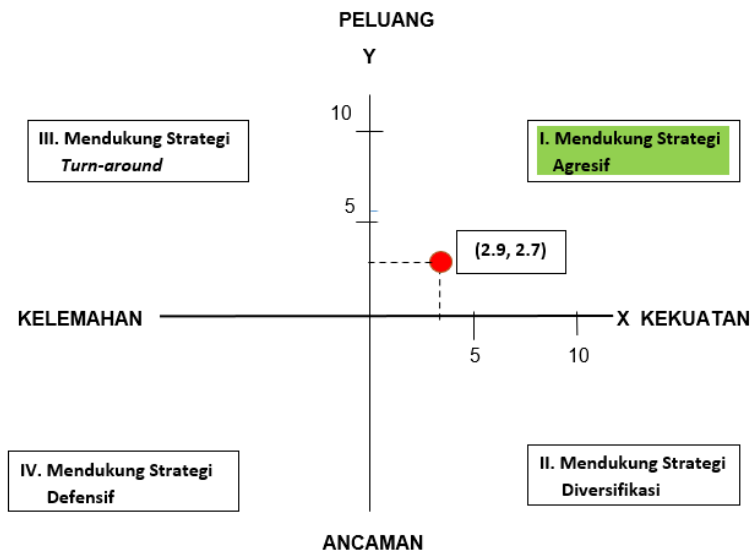 PELUANG
Y
10
III. Mendukung Strategi
Turn-around
I. Mendukung Strategi
Agresif
5
(2.9, 2.7)
KELEMAHAN
X KEKUATAN
5
10
IV. Mendukung Strategi
Defensif
II. Mendukung Strategi
Diversifikasi
ANCAMAN